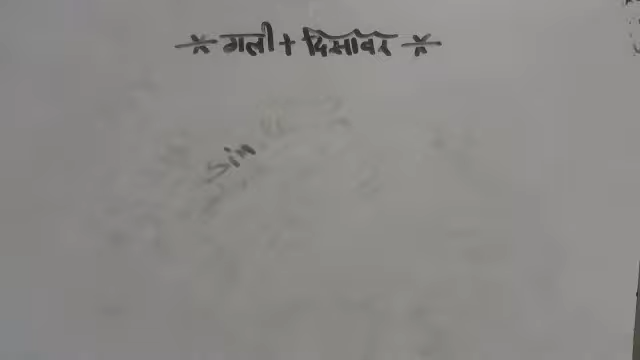 * गली + दिसावर *
sin